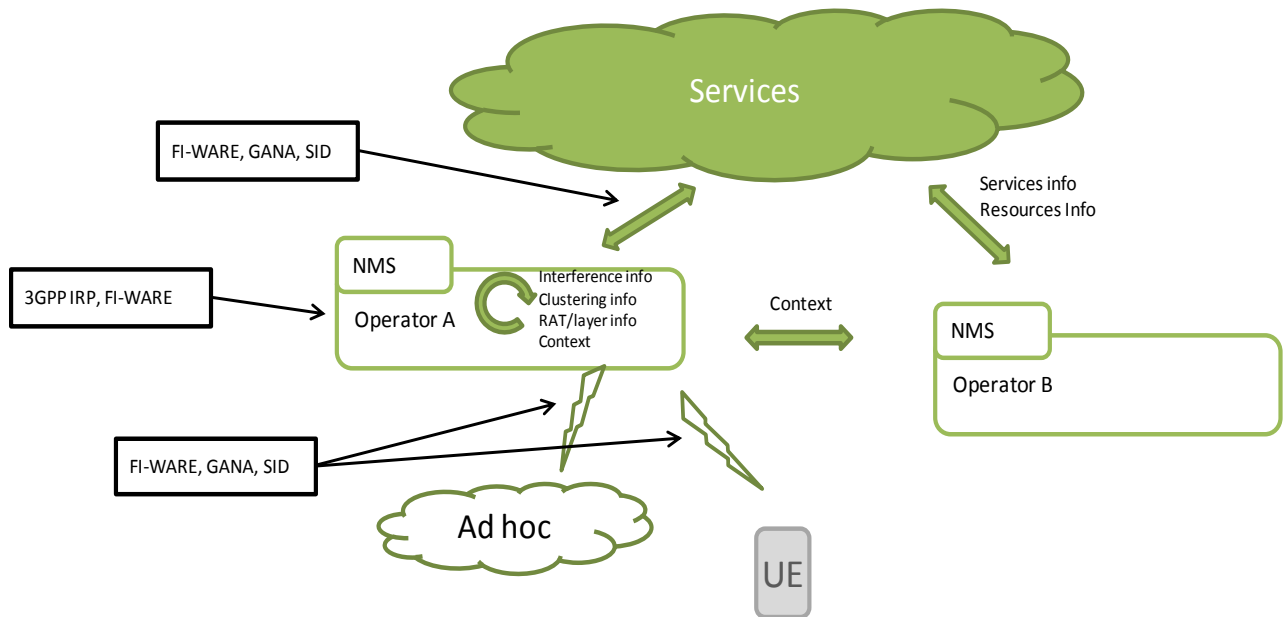 Services
FI-WARE, GANA, SID
Services info
Resources Info
NMS
Operator A
Interference info
Clustering info
RAT/layer info
Context
3GPP IRP, FI-WARE
Context
NMS
Operator B
FI-WARE, GANA, SID
Ad hoc
UE